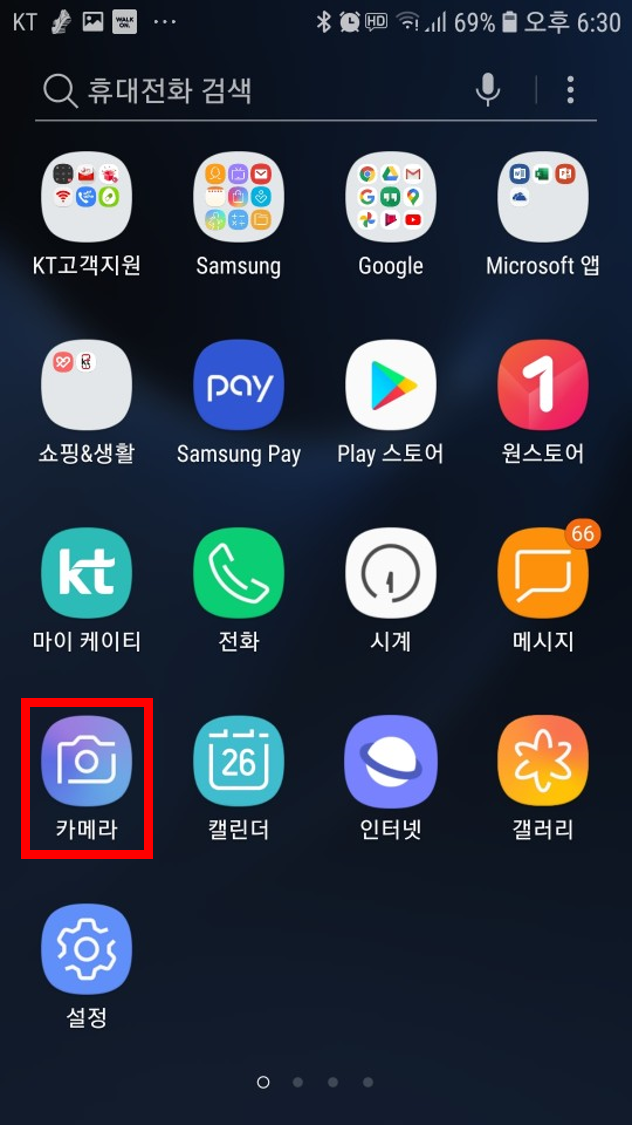 KT WALK ON. ... HD 69% 오후 6:30
휴대전화 검색
KT고객지원 Samsung Google Microsoft 앱
pay 1
쇼핑&생활 Samsung Pay Play 스토어 원스토어
kt 66
마이 케이티 전화 시계 메시지
26
카메라 캘린더 인터넷 갤러리
설정